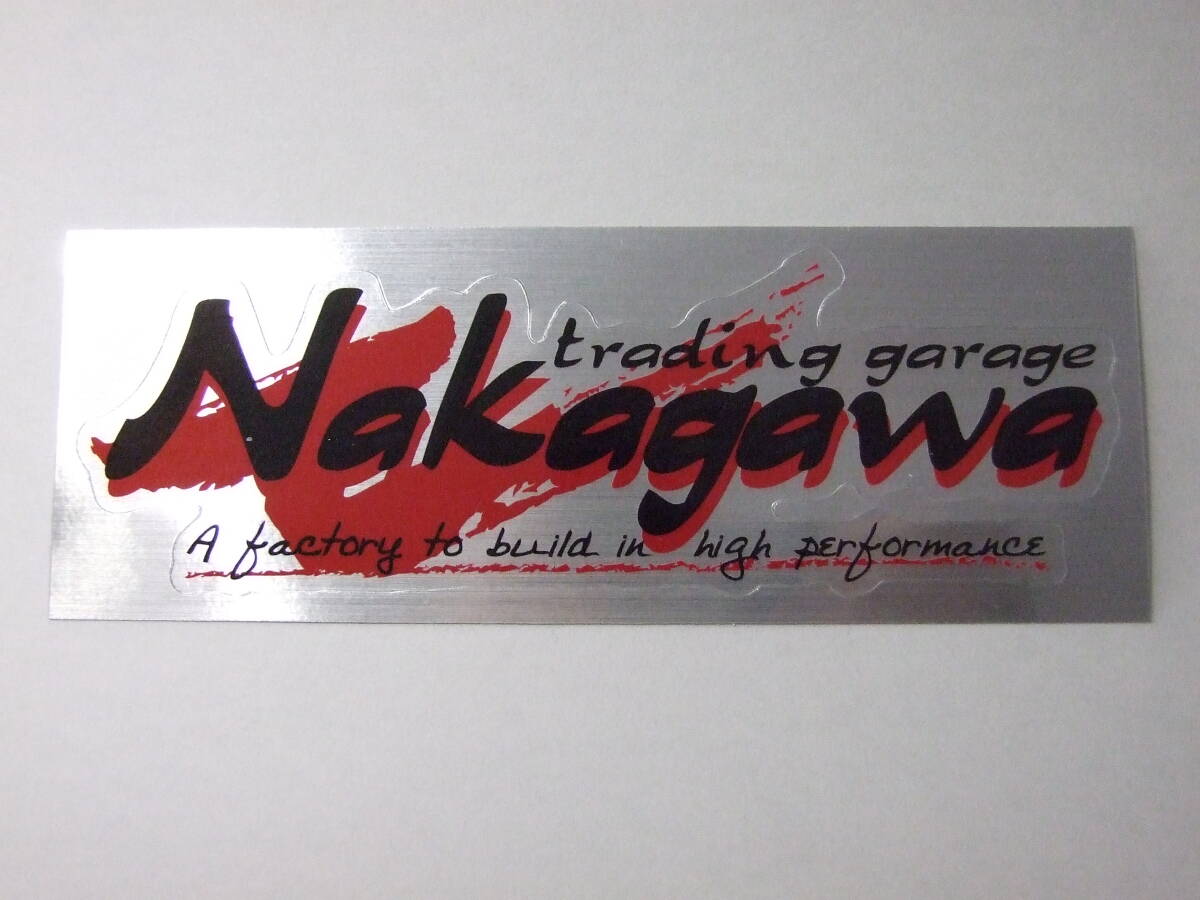 trading garage
Nakagawa
A factory to build in high performance